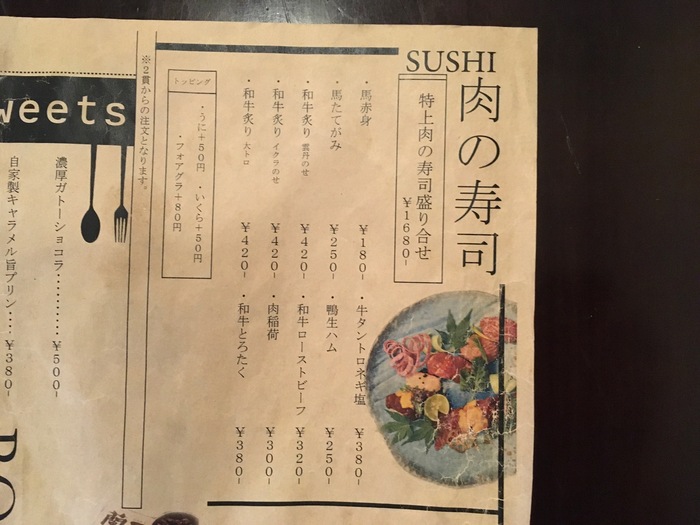 SUSHI
肉の寿司
特上肉の寿司盛り合せ
￥1680-
・馬赤身 ￥180-
・馬たてがみ ￥250-
・和牛炙り 雲丹のせ ￥420-
・和牛炙り イクラのせ ￥420-
・和牛炙り 大トロ ￥420-
・牛タントロネギ塩 ￥380-
・鴨生ハム ￥250-
・和牛ローストビーフ ￥320-
・肉稲荷 ￥300-
・和牛とろたく ￥380-
トッピング
・うに+50円 ・いくら+50円
・フォアグラ+80円
※2貫からの注文となります。
weets
濃厚ガトーショコラ………… ￥500-
自家製キャラメル旨プリン…… ￥380-